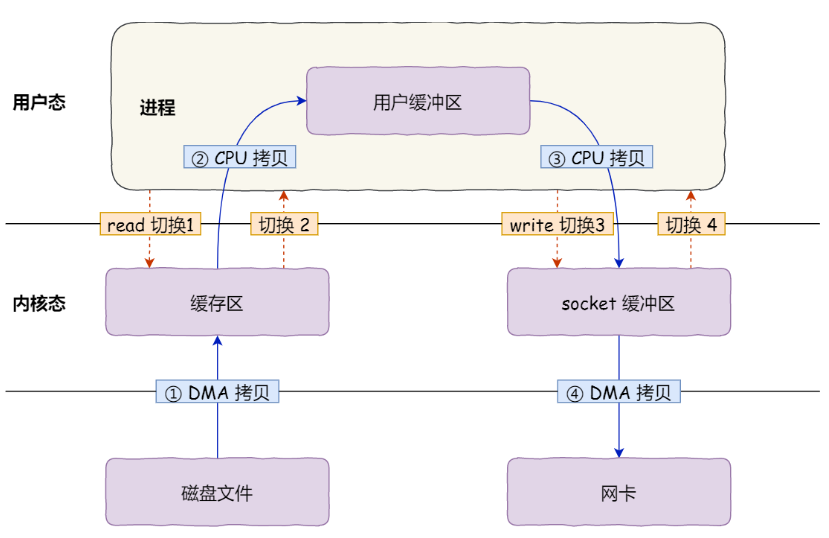 用户态
进程
用户缓冲区
② CPU 拷贝
③ CPU 拷贝
read 切换1
切换 2
write 切换3
切换 4
内核态
缓存区
socket 缓冲区
① DMA 拷贝
④ DMA 拷贝
磁盘文件
网卡